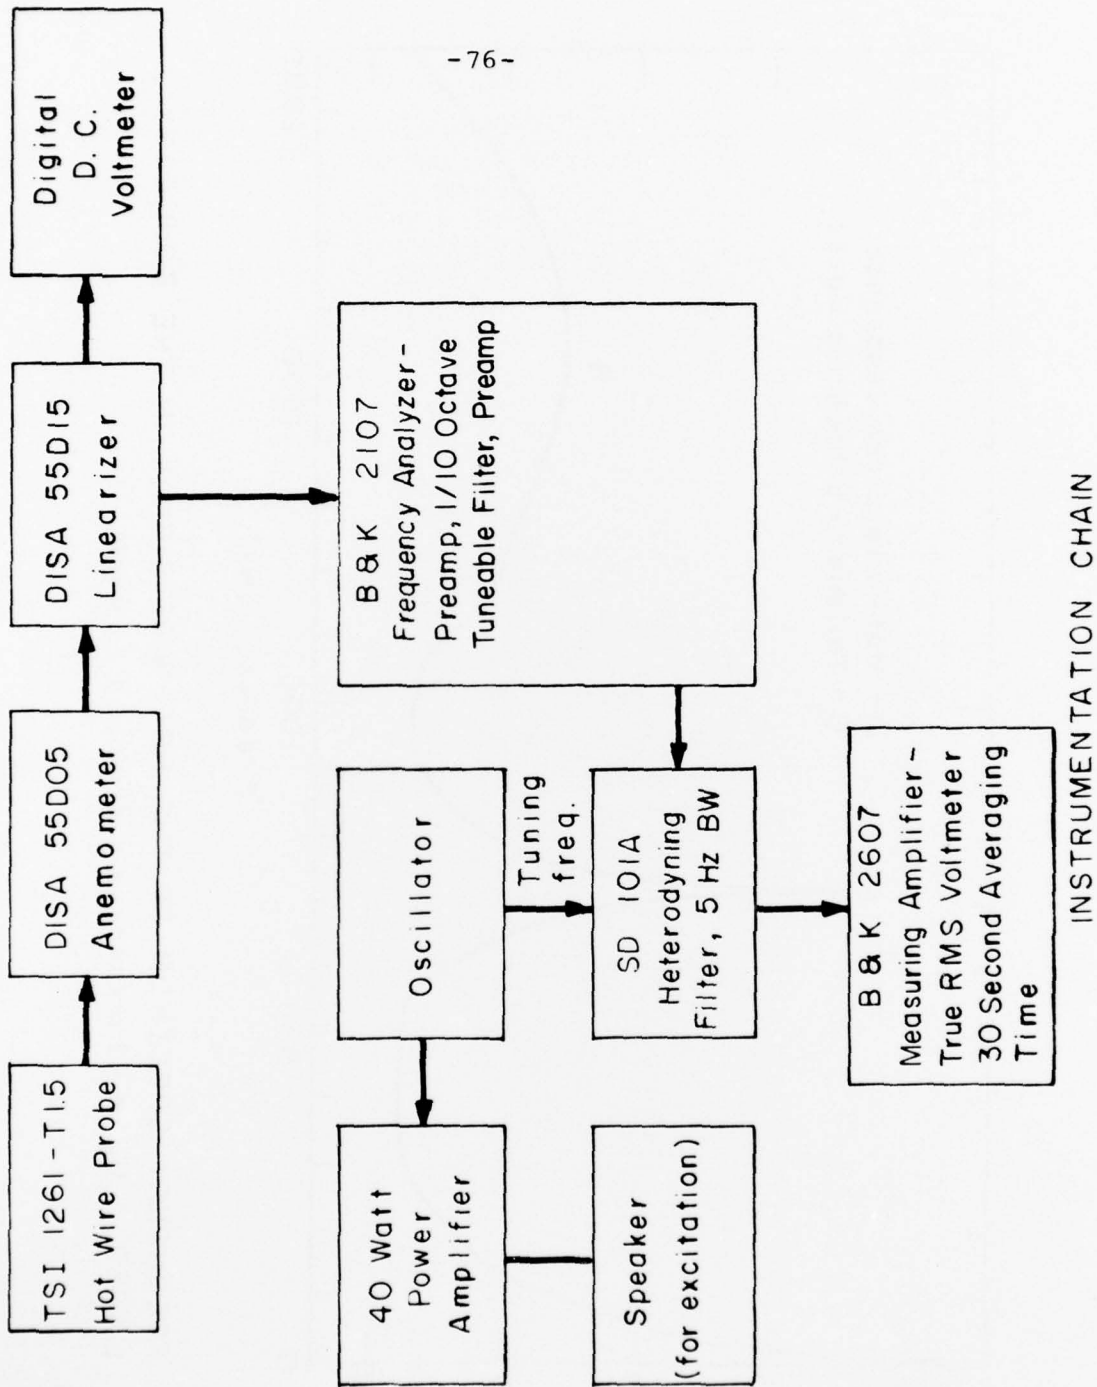 -76-
TSI 1261-T1.5
Hot Wire Probe
DISA 55D05
Anemometer
DISA 55D15
Linearizer
Digital
D. C.
Voltmeter
40 Watt
Power
Amplifier
Oscillator
B & K 2107
Frequency Analyzer-
Preamp, 1/10 Octave
Tuneable Filter, Preamp
Tuning
freq.
Speaker
(for excitation)
SD 101A
Heterodyning
Filter, 5 Hz BW
B & K 2607
Measuring Amplifier-
True RMS Voltmeter
30 Second Averaging
Time
INSTRUMENTATION CHAIN